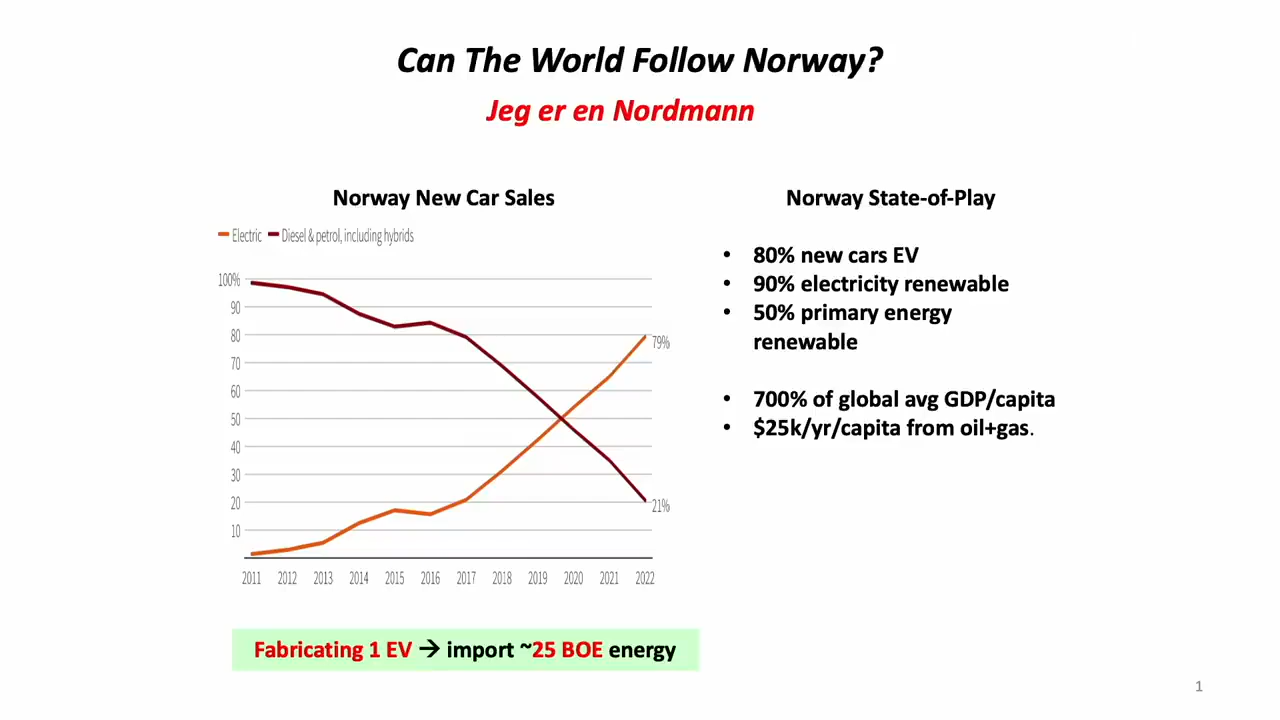 Can The World Follow Norway?
Jeg er en Nordmann
Norway New Car Sales
Electric Diesel & petrol, including hybrids
100%
90
80
70
60
50
40
30
20
10
79%
21%
2011 2012 2013 2014 2015 2016 2017 2018 2019 2020 2021 2022
Fabricating 1 EV → import ~25 BOE energy
Norway State-of-Play
• 80% new cars EV
• 90% electricity renewable
• 50% primary energy
renewable
• 700% of global avg GDP/capita
• $25k/yr/capita from oil+gas.
1